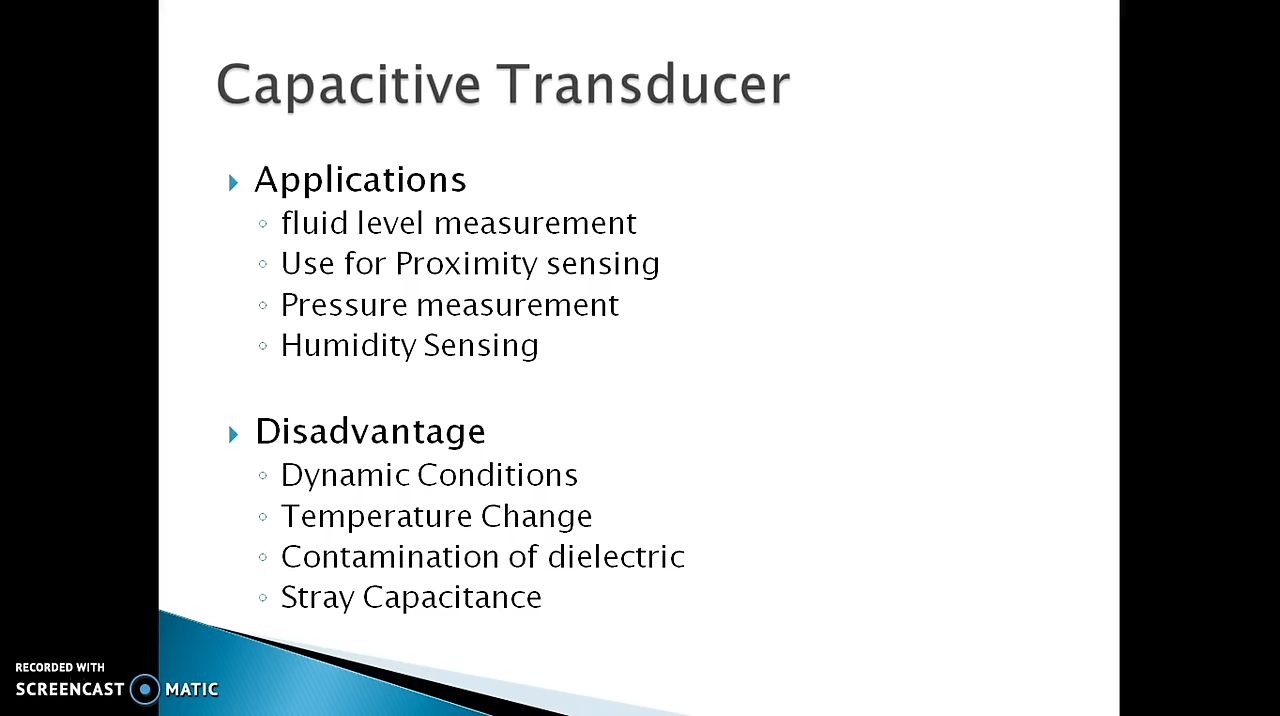 Capacitive Transducer
Applications
fluid level measurement
Use for Proximity sensing
Pressure measurement
Humidity Sensing
Disadvantage
Dynamic Conditions
Temperature Change
Contamination of dielectric
Stray Capacitance
RECORDED WITH
SCREENCAST MATIC